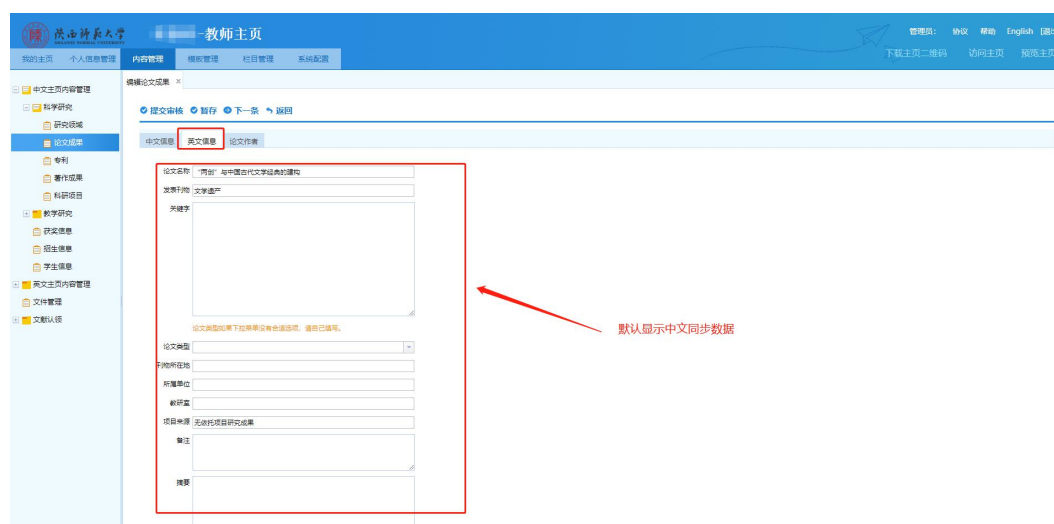 陕西师范大学
SHAANXI NORMAL UNIVERSITY
-教师主页
管理员： 协议 帮助 English [退出
下载主页二维码 访问主页 预览主页
我的主页 个人信息管理 内容管理 模板管理 栏目管理 系统配置
中文主页内容管理
科学研究
研究领域
论文成果
专利
著作成果
科研项目
教学研究
获奖信息
招生信息
学生信息
英文主页内容管理
文件管理
文献认领
编辑论文成果 ×
提交审核 暂存 下一条 返回
中文信息 英文信息 论文作者
论文名称 “两创”与中国古代文学经典的建构
发表刊物 文学遗产
关键字
论文类型如果下拉菜单没有合适选项，请自己填写。
论文类型
刊物所在地
所属单位
教研室
项目来源 无依托项目研究成果
备注
摘要
默认显示中文同步数据